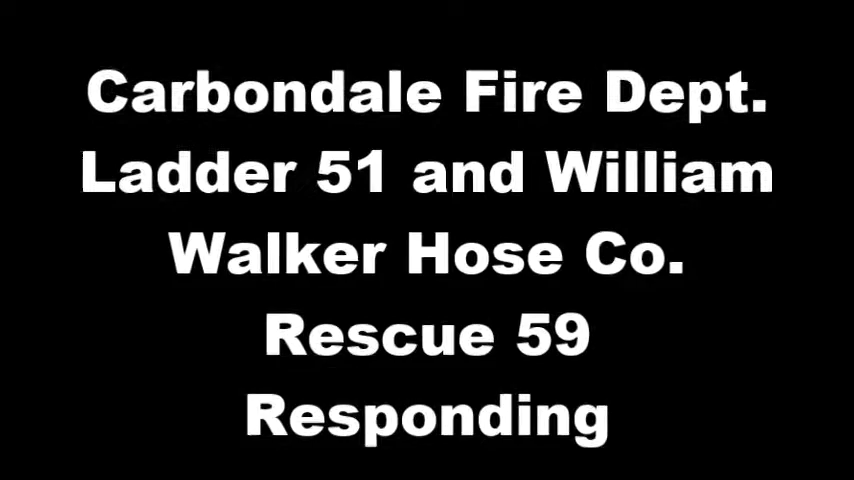 Carbondale Fire Dept.
Ladder 51 and William
Walker Hose Co.
Rescue 59
Responding